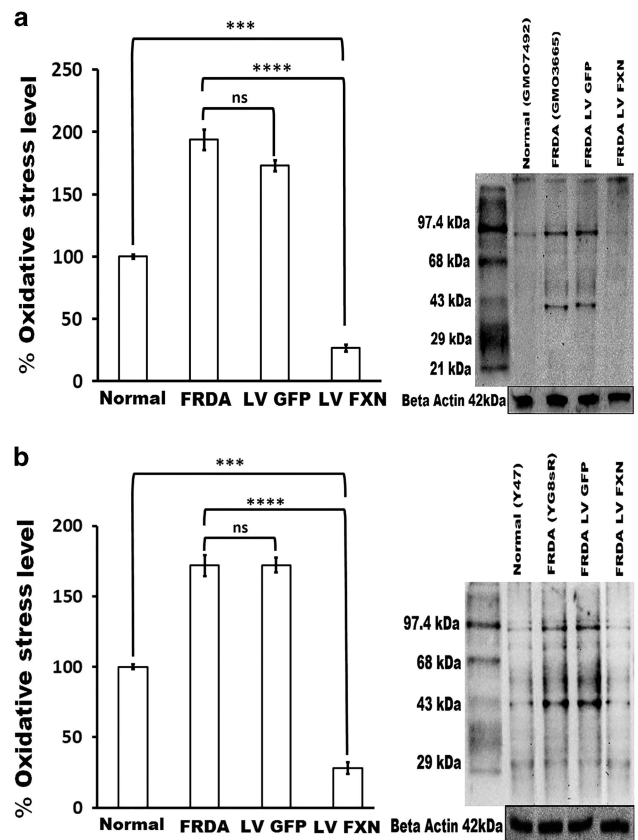 a
***
****
ns
% Oxidative stress level
250
200
150
100
50
0
Normal FRDA LV GFP LV FXN
Normal (GMO7492)
FRDA (GMO3665)
FRDA LV GFP
FRDA LV FXN
97.4 kDa
68 kDa
43 kDa
29 kDa
21 kDa
Beta Actin 42kDa
b
***
****
ns
% Oxidative stress level
200
150
100
50
0
Normal FRDA LV GFP LV FXN
Normal (Y47)
FRDA (YG8sR)
FRDA LV GFP
FRDA LV FXN
97.4 kDa
68 kDa
43 kDa
29 kDa
Beta Actin 42kDa